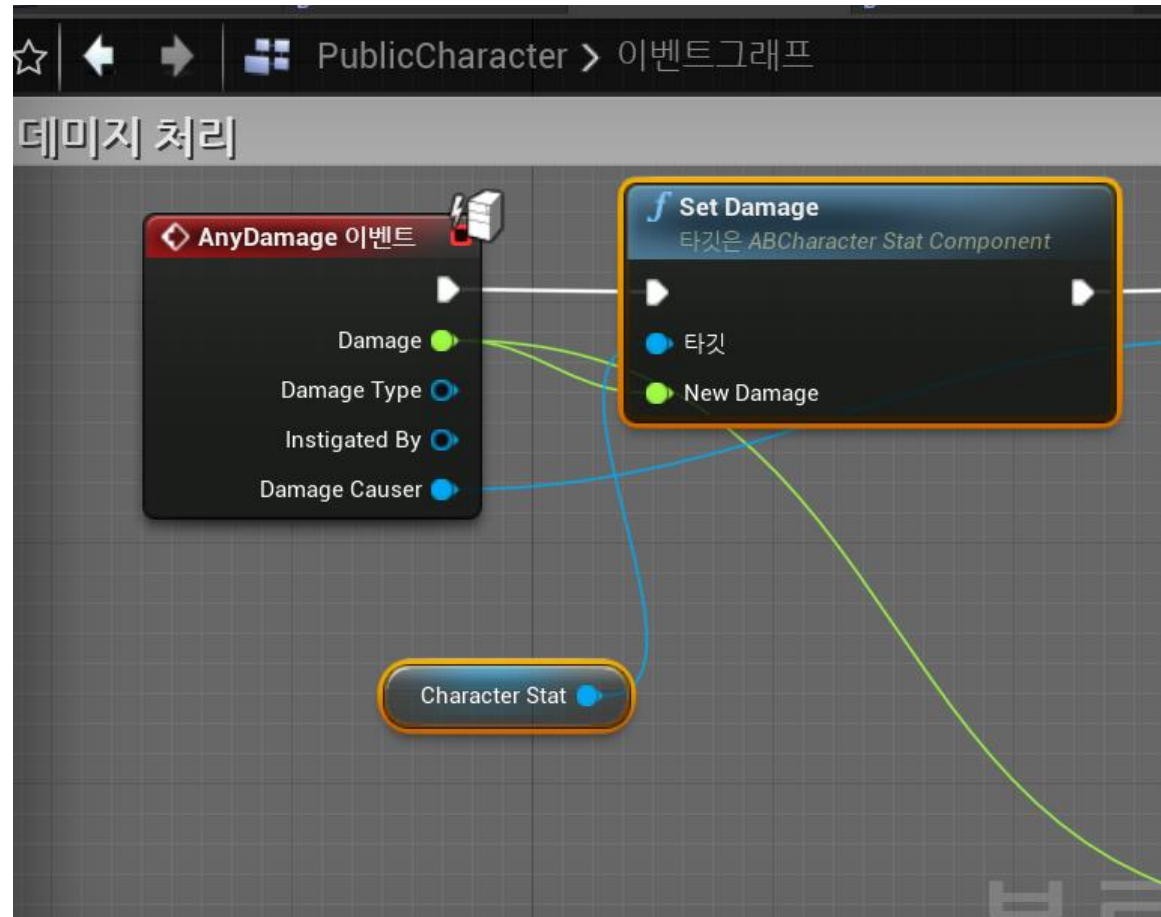 PublicCharacter > 이벤트그래프
데미지 처리
AnyDamage 이벤트
Damage
Damage Type
Instigated By
Damage Causer
f Set Damage
타깃은 ABCharacter Stat Component
타깃
New Damage
Character Stat